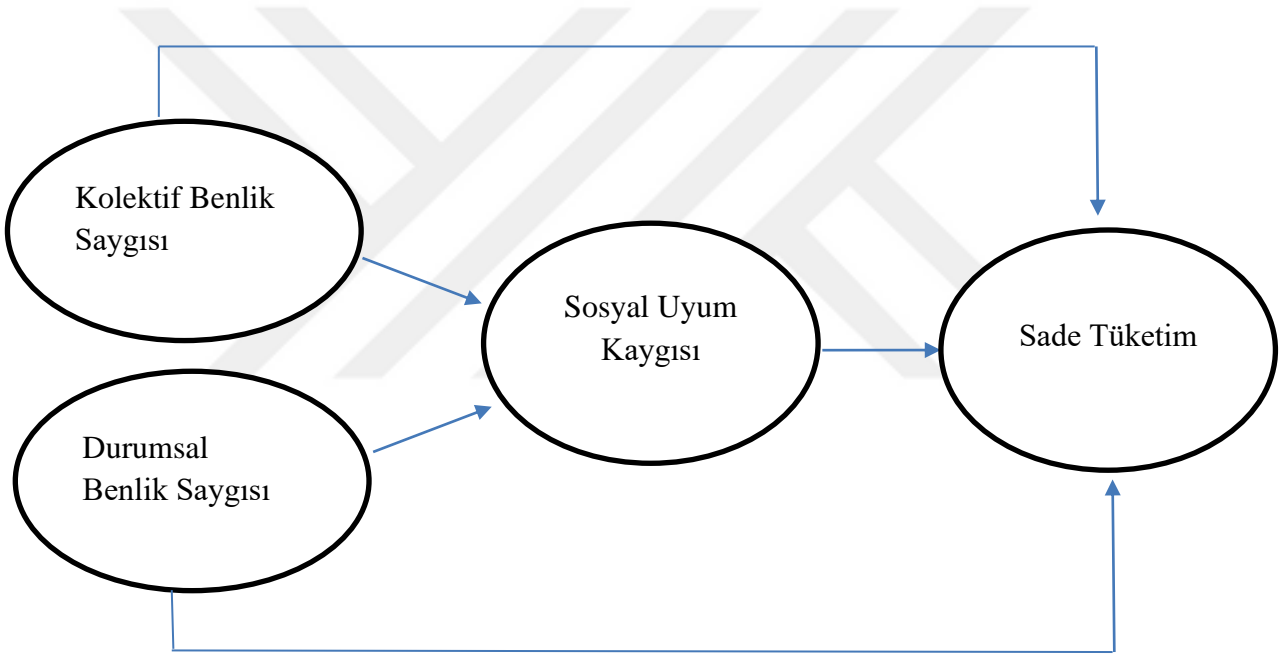 Kolektif Benlik
Saygısı
Durumsal
Benlik Saygısı
Sosyal Uyum
Kaygısı
Sade Tüketim